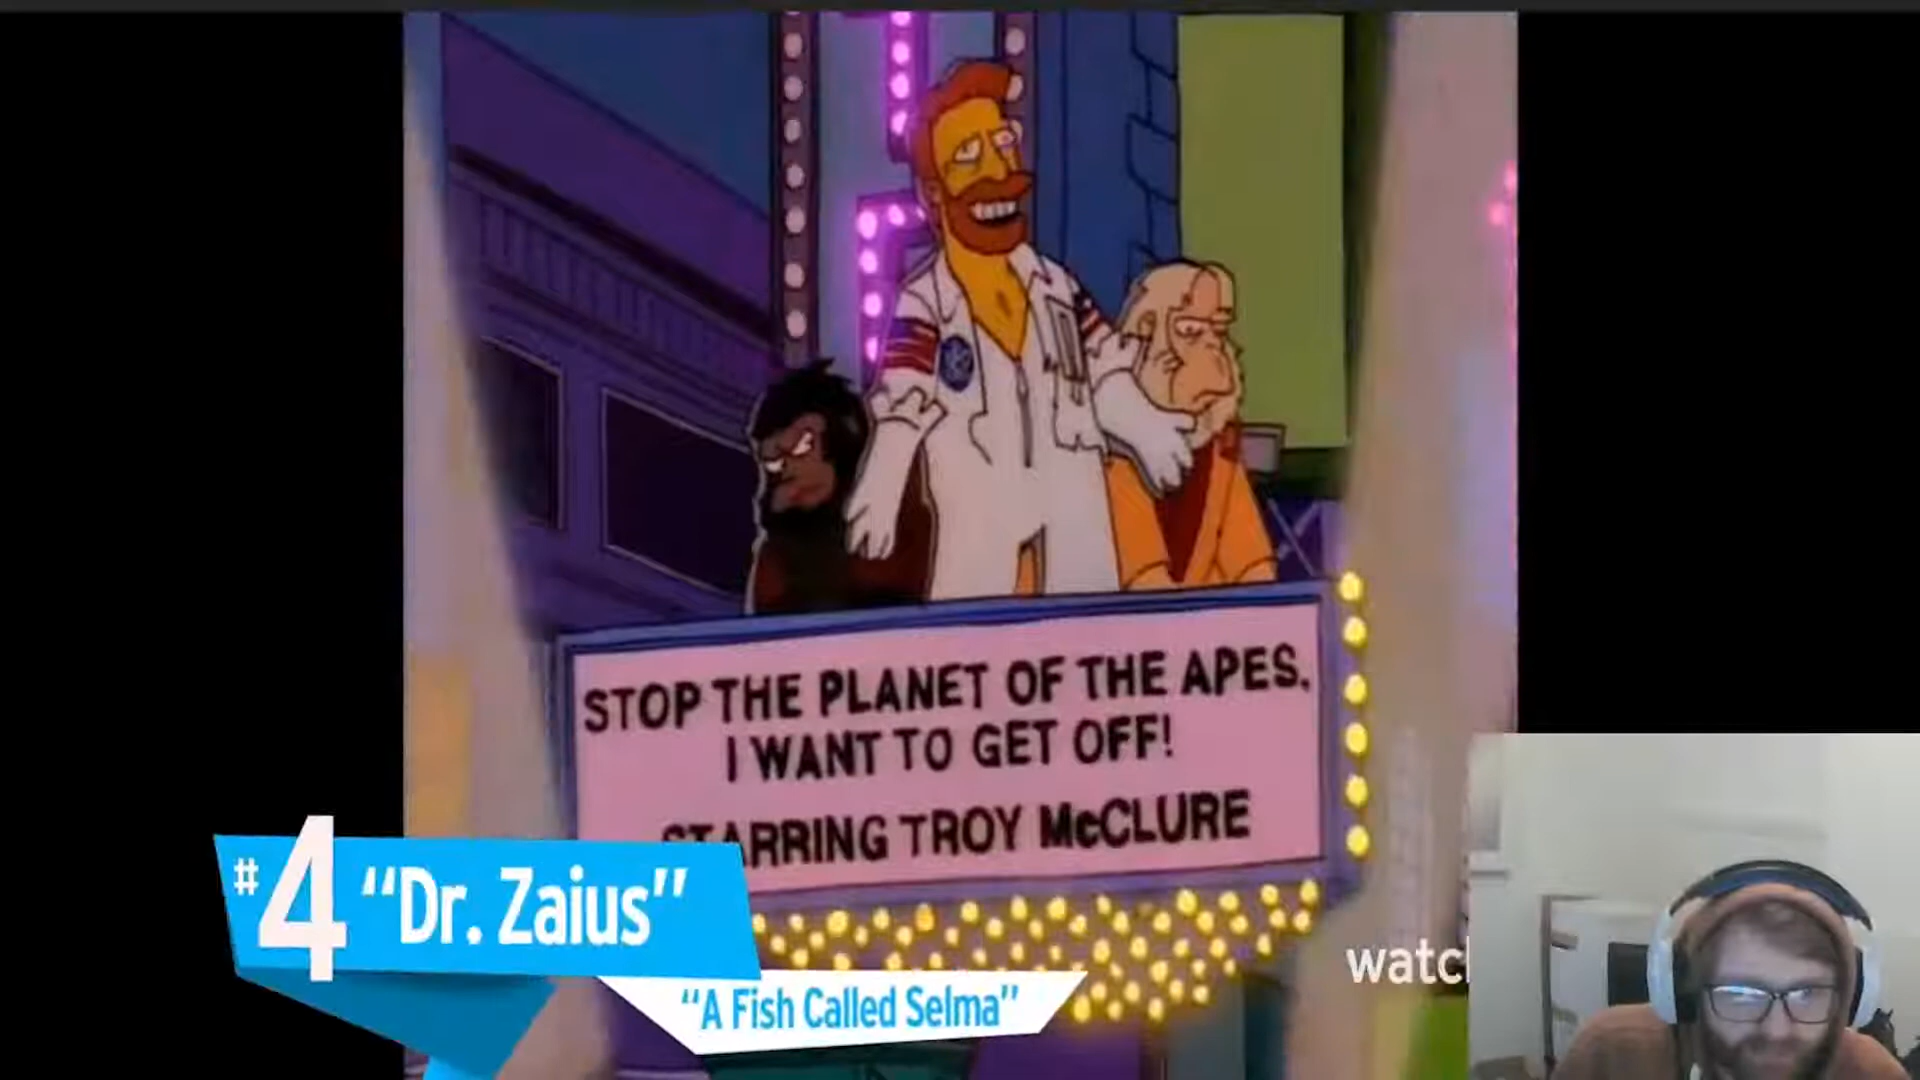 STOP THE PLANET OF THE APES.
I WANT TO GET OFF!
STARRING TROY McCLURE
#4 “Dr. Zaius”
“A Fish Called Selma”
watc